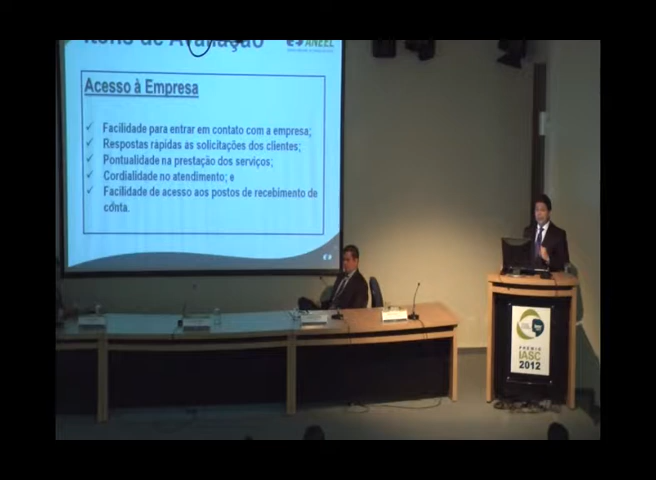 Itens de Avaliação
ANEEL
Acesso à Empresa
✓ Facilidade para entrar em contato com a empresa;
✓ Respostas rápidas as solicitações dos clientes;
✓ Pontualidade na prestação dos serviços;
✓ Cordialidade no atendimento; e
✓ Facilidade de acesso aos postos de recebimento de
conta.
PRÊMIO
IASC
2012